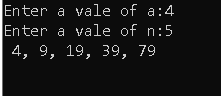 Enter a vale of a:4
Enter a vale of n:5
4, 9, 19, 39, 79